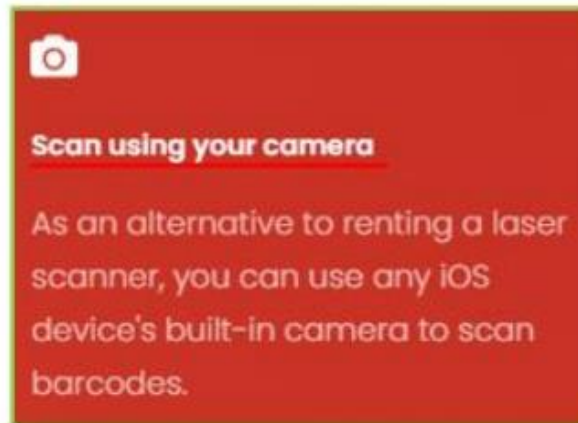 Scan using your camera
As an alternative to renting a laser
scanner, you can use any iOS
device's built-in camera to scan
barcodes.